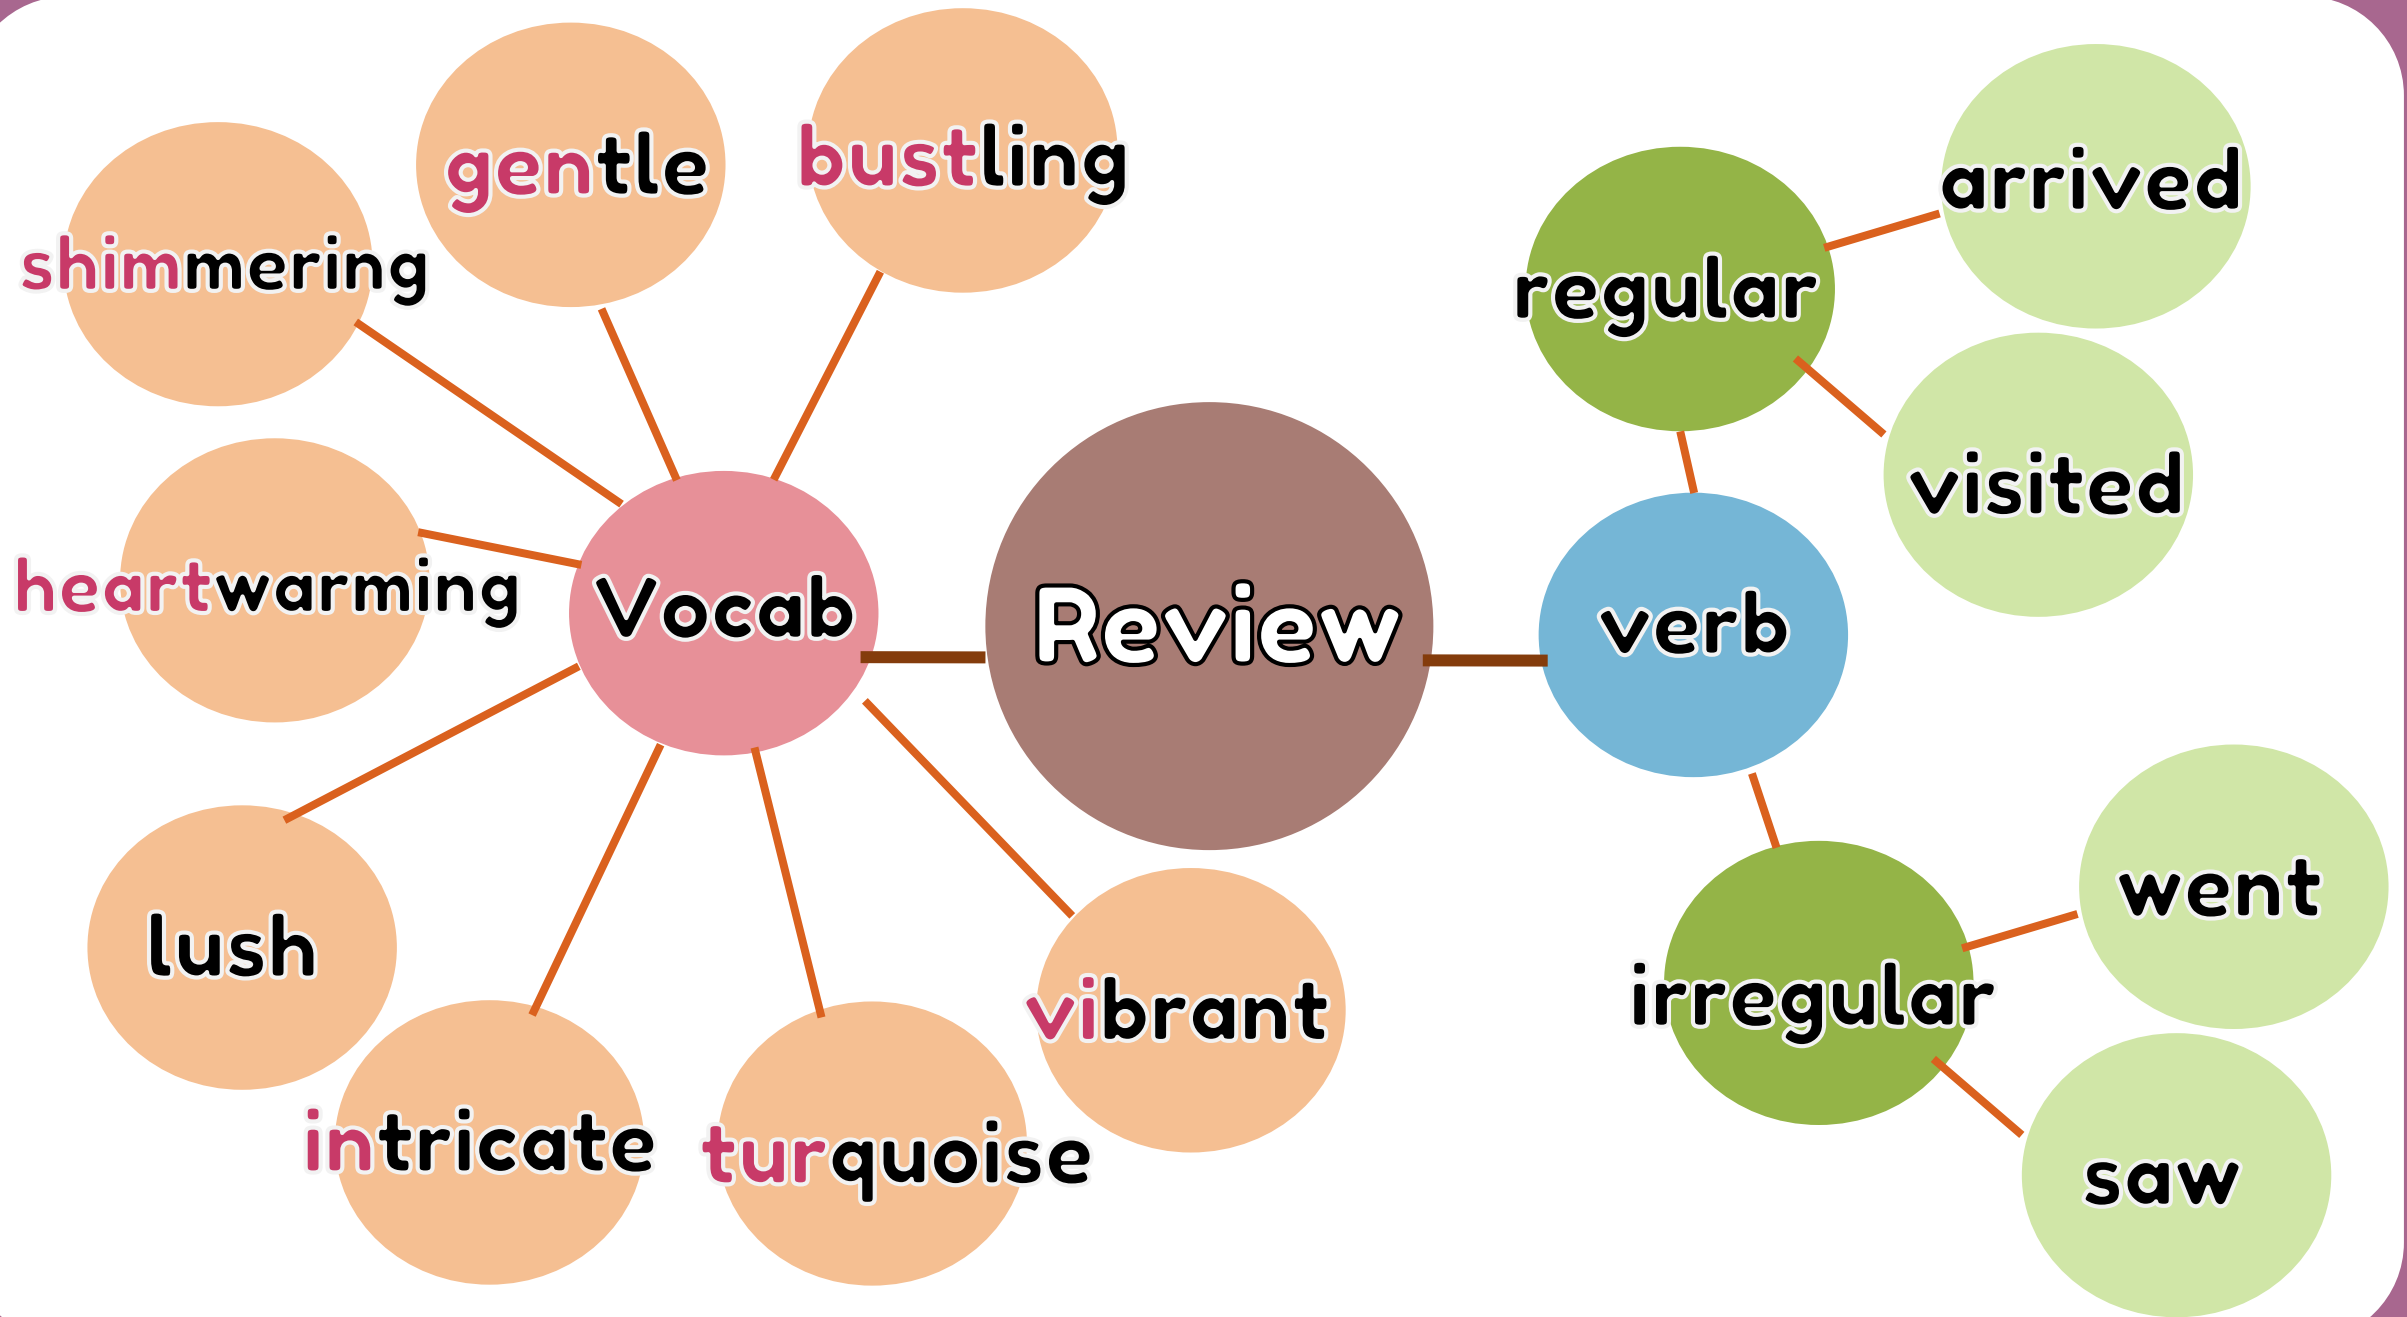 Review
Vocab
bustling
gentle
shimmering
heartwarming
lush
intricate
turquoise
vibrant
verb
regular
arrived
visited
irregular
went
saw